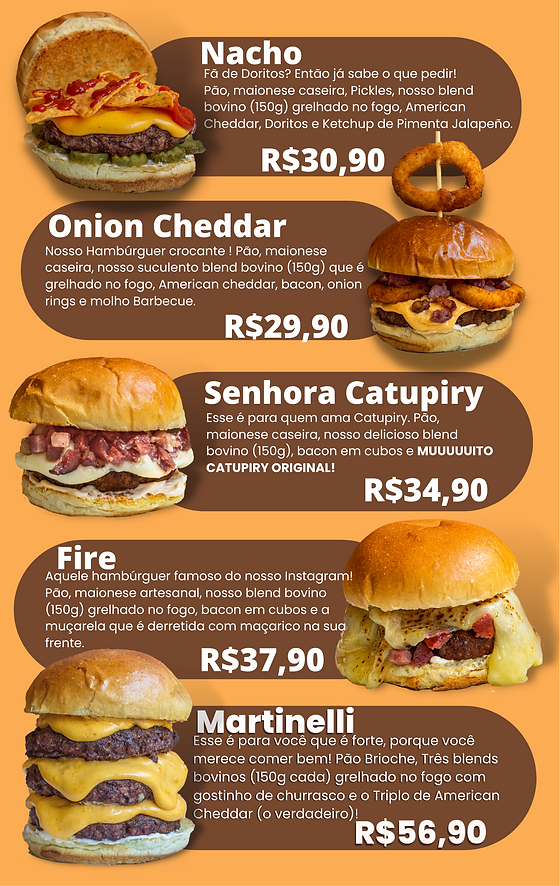 Nacho
Fã de Doritos? Então já sabe o que pedir!
Pão, maionese caseira, Pickles, nosso blend
bovino (150g) grelhado no fogo, American
Cheddar, Doritos e Ketchup de Pimenta Jalapeño.
R$30,90
Onion Cheddar
Nosso Hambúrguer crocante ! Pão, maionese
caseira, nosso suculento blend bovino (150g) que é
grelhado no fogo, American cheddar, bacon, onion
rings e molho Barbecue.
R$29,90
Senhora Catupiry
Esse é para quem ama Catupiry. Pão,
maionese caseira, nosso delicioso blend
bovino (150g), bacon em cubos e MUUUUUITO
CATUPIRY ORIGINAL!
R$34,90
Fire
Aquele hambúrguer famoso do nosso Instagram!
Pão, maionese artesanal, nosso blend bovino
(150g) grelhado no fogo, bacon em cubos e a
muçarela que é derretida com maçarico na sua
frente.
R$37,90
Martinelli
Esse é para você que é forte, porque você
merece comer bem! Pão Brioche, Três blends
bovinos (150g cada) grelhado no fogo com
gostinho de churrasco e o Triplo de American
Cheddar (o verdadeiro)!
R$56,90